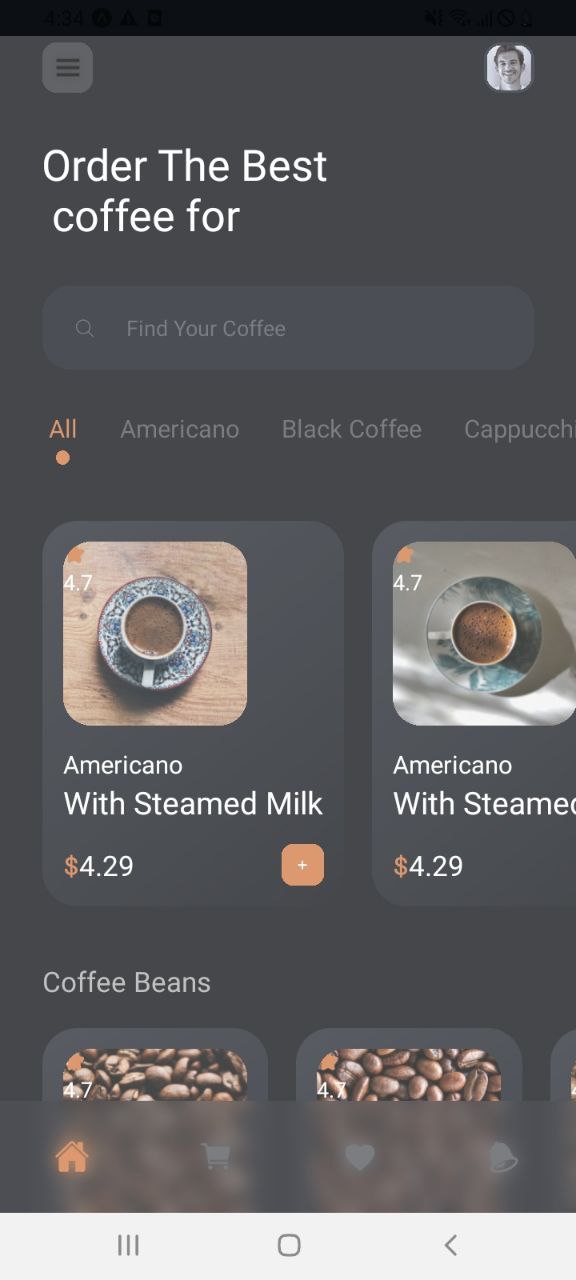 4:34
Order The Best
coffee for
Find Your Coffee
All Americano Black Coffee Cappucchi
4.7 4.7
Americano Americano
With Steamed Milk With Steamed
$4.29 + $4.29
Coffee Beans
4.7 4.7